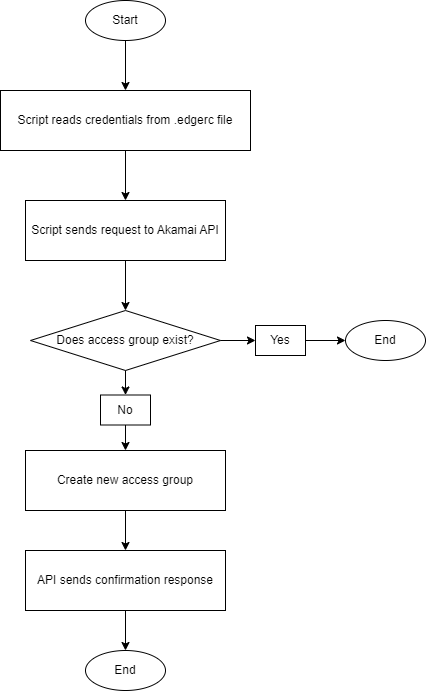 Start
Script reads credentials from .edgerc file
Script sends request to Akamai API
Does access group exist?
Yes
End
No
Create new access group
API sends confirmation response
End